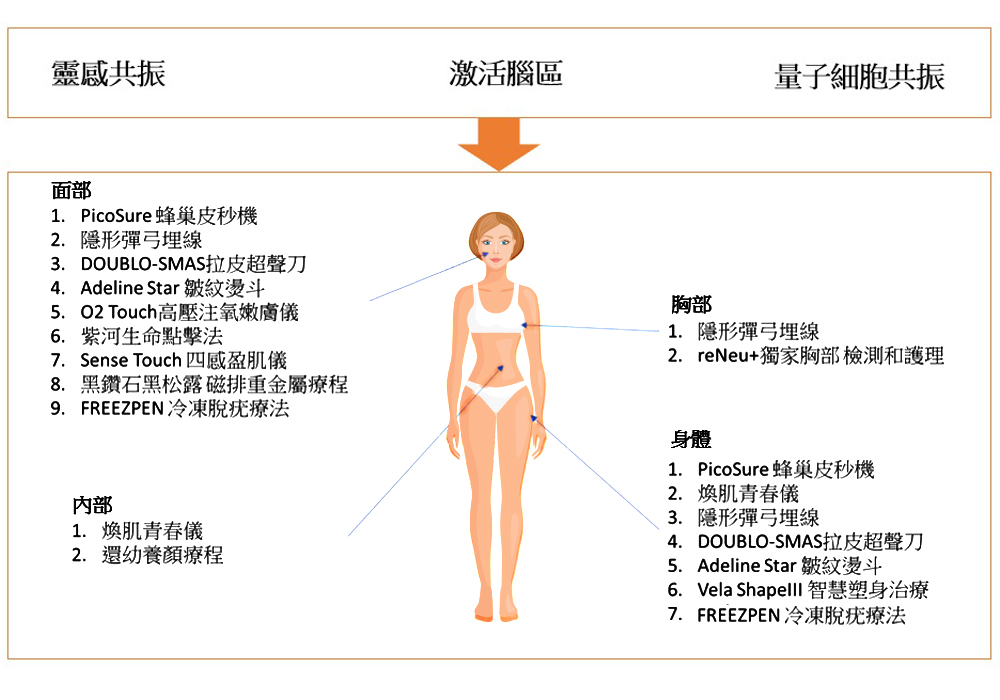 靈感共振
激活腦區
量子細胞共振
面部
1. PicoSure 蜂巢皮秒機
2. 隱形彈弓埋線
3. DOUBLO-SMAS拉皮超聲刀
4. Adeline Star 皺紋燙斗
5. O2 Touch高壓注氧嫩膚儀
6. 紫河生命點擊法
7. Sense Touch 四感盈肌儀
8. 黑鑽石黑松露 磁排重金屬療程
9. FREEZPEN 冷凍脫疣療法
胸部
1. 隱形彈弓埋線
2. reNeu+獨家胸部 檢測和護理
內部
1. 煥肌青春儀
2. 還幼養顏療程
身體
1. PicoSure 蜂巢皮秒機
2. 煥肌青春儀
3. 隱形彈弓埋線
4. DOUBLO-SMAS拉皮超聲刀
5. Adeline Star 皺紋燙斗
6. Vela ShapeIII 智慧塑身治療
7. FREEZPEN 冷凍脫疣療法